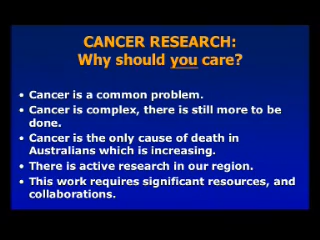 CANCER RESEARCH:
Why should you care?
• Cancer is a common problem.
• Cancer is complex, there is still more to be
done.
• Cancer is the only cause of death in
Australians which is increasing.
• There is active research in our region.
• This work requires significant resources, and
collaborations.